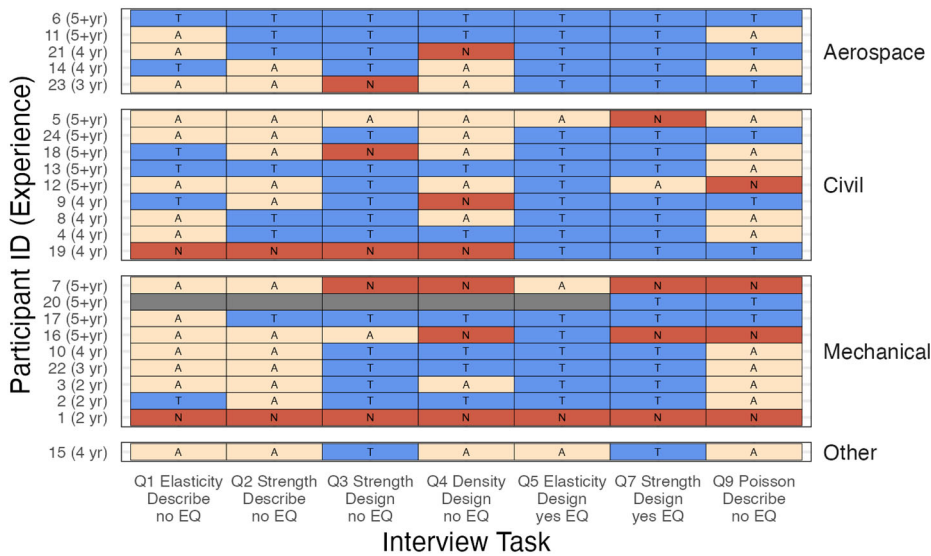 Participant ID (Experience)
6 (5+yr) T T T T T T T
11 (5+yr) A T T T T T A
21 (4 yr) A T T N T T T
14 (4 yr) T A T A T T A
23 (3 yr) A A N A T T T
Aerospace
5 (5+yr) A A A A A N A
24 (5+yr) A A T A T T T
18 (5+yr) T A N A T T A
13 (5+yr) T T T T T T A
12 (5+yr) A A T A T A N
9 (4 yr) T A T N T T T
8 (4 yr) A T T A T T A
4 (4 yr) A T T T T T A
19 (4 yr) N N N N T T T
Civil
7 (5+yr) A A N N A N N
20 (5+yr) T T
17 (5+yr) A T T T T T T
16 (5+yr) A A A N T N N
10 (4 yr) A A T T T T A
22 (3 yr) A A T T T T A
3 (2 yr) A A T A T T A
2 (2 yr) T A T T T T A
1 (2 yr) N N N N N N N
Mechanical
15 (4 yr) A A T A A T A
Other
Q1 Elasticity Q2 Strength Q3 Strength Q4 Density Q5 Elasticity Q7 Strength Q9 Poisson
Describe Describe Design Design Design Design Describe
no EQ no EQ no EQ no EQ yes EQ yes EQ no EQ
Interview Task